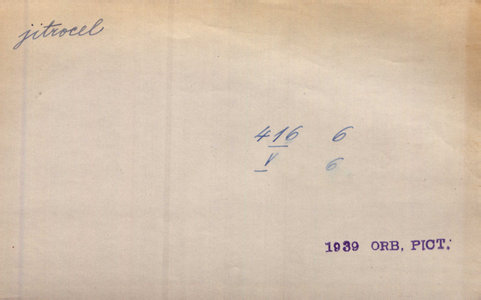 jitrocel
416 6
V 6
1939 ORB. PICT.